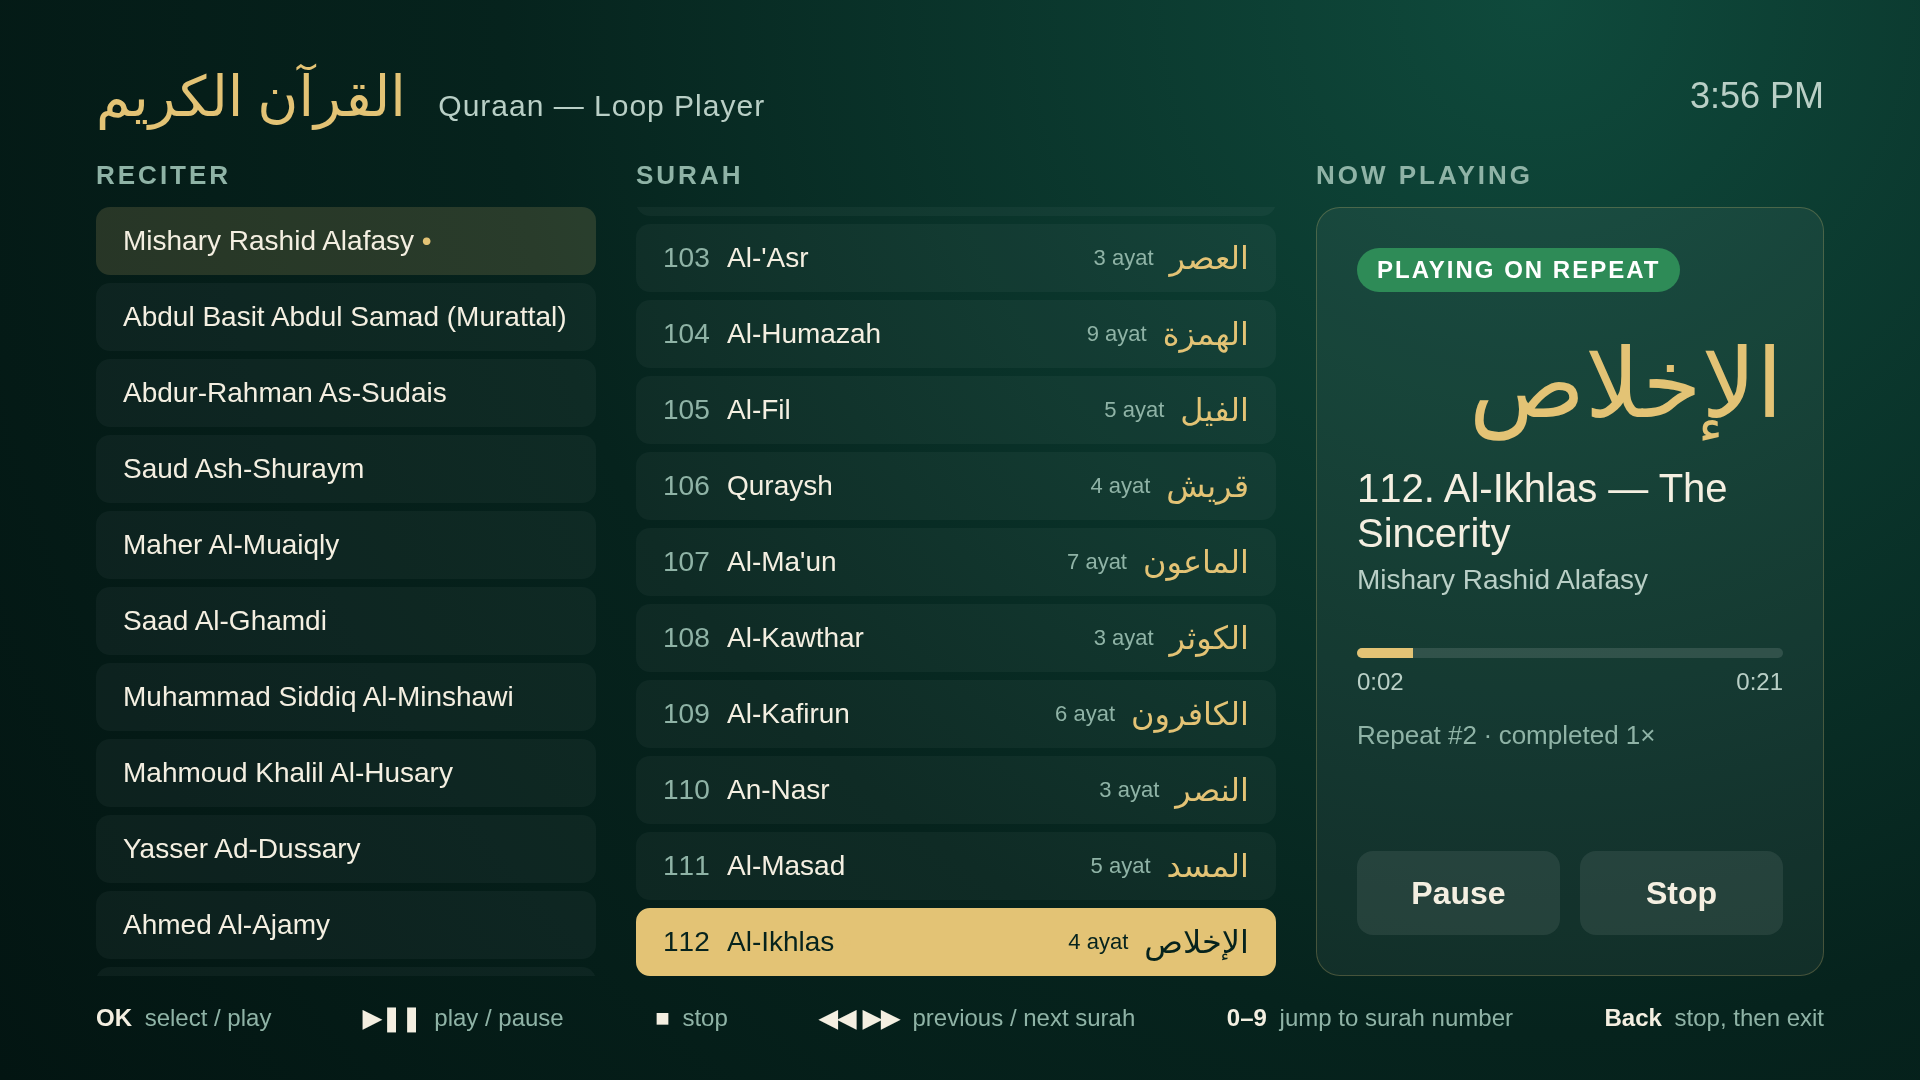 القرآن الكريم Quraan — Loop Player
3:56 PM
RECITER
Mishary Rashid Alafasy •
Abdul Basit Abdul Samad (Murattal)
Abdur-Rahman As-Sudais
Saud Ash-Shuraym
Maher Al-Muaiqly
Saad Al-Ghamdi
Muhammad Siddiq Al-Minshawi
Mahmoud Khalil Al-Husary
Yasser Ad-Dussary
Ahmed Al-Ajamy
SURAH
103 Al-'Asr 3 ayat العصر
104 Al-Humazah 9 ayat الهمزة
105 Al-Fil 5 ayat الفيل
106 Quraysh 4 ayat قريش
107 Al-Ma'un 7 ayat الماعون
108 Al-Kawthar 3 ayat الكوثر
109 Al-Kafirun 6 ayat الكافرون
110 An-Nasr 3 ayat النصر
111 Al-Masad 5 ayat المسد
112 Al-Ikhlas 4 ayat الإخلاص
NOW PLAYING
PLAYING ON REPEAT
الإخلاص
112. Al-Ikhlas — The
Sincerity
Mishary Rashid Alafasy
0:02 0:21
Repeat #2 · completed 1×
Pause Stop
OK select / play ▶❚❚ play / pause ■ stop ◀◀ ▶▶ previous / next surah 0–9 jump to surah number Back stop, then exit